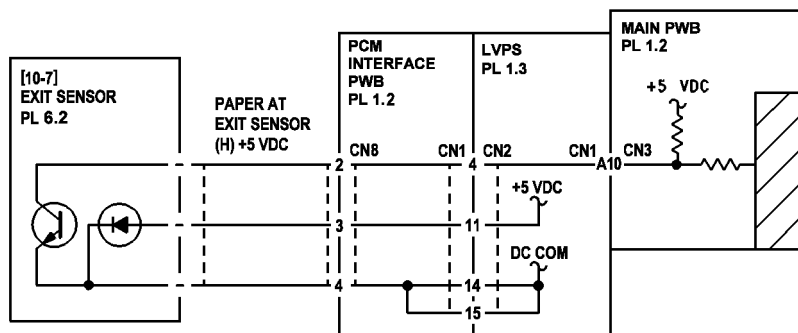 [10-7]
EXIT SENSOR
PL 6.2
PAPER AT
EXIT SENSOR
(H) +5 VDC
PCM
INTERFACE
PWB
PL 1.2
LVPS
PL 1.3
MAIN PWB
PL 1.2
+5 VDC
2 CN8 CN1 4 CN2 CN1 A10 CN3
+5 VDC
3 11
DC COM
4 14
15